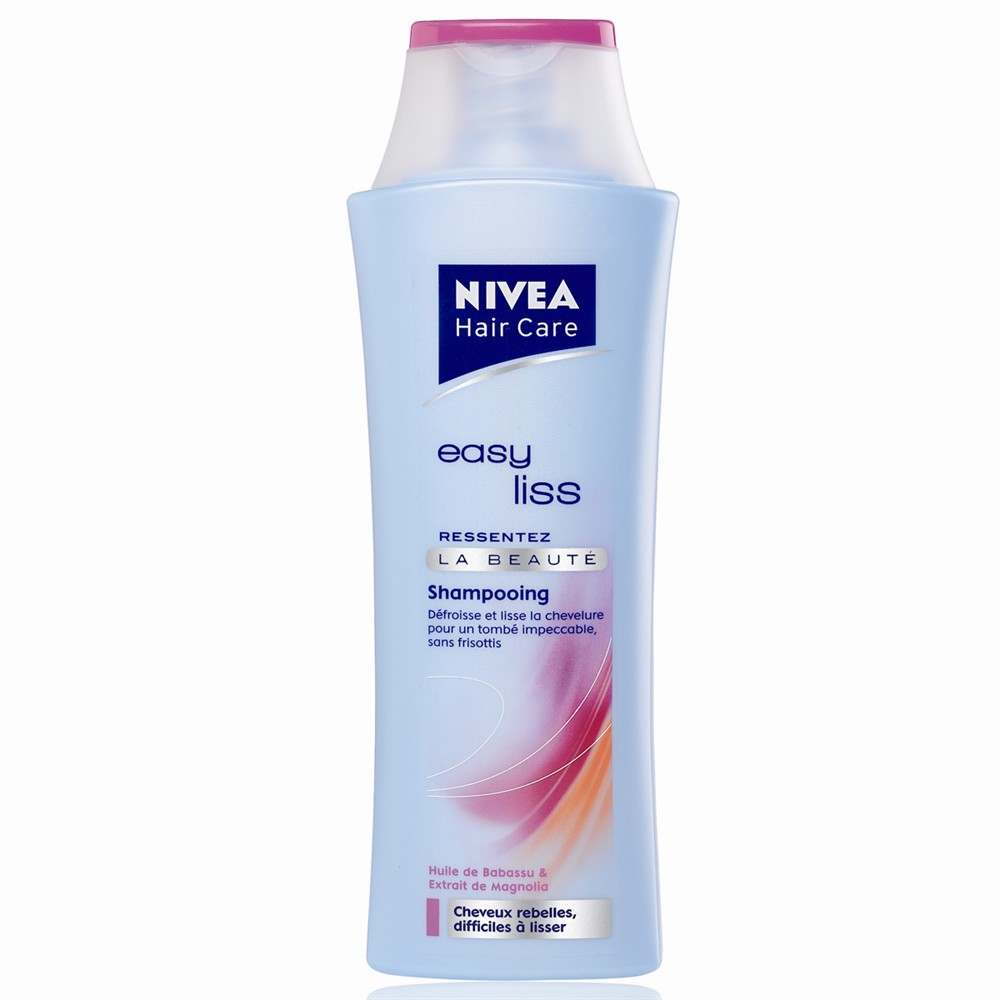 NIVEA
Hair Care
easy
liss
RESSENTEZ
LA BEAUTÉ
Shampooing
Défroisse et lisse la chevelure
pour un tombé impeccable,
sans frisottis
Huile de Babassu &
Extrait de Magnolia
Cheveux rebelles,
difficiles à lisser